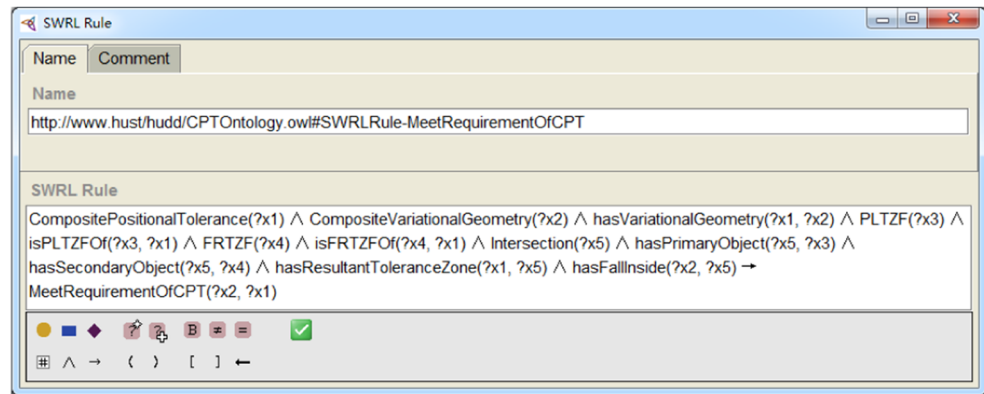 SWRL Rule
Name Comment
Name
http://www.hust/hudd/CPTOntology.owl#SWRLRule-MeetRequirementOfCPT
SWRL Rule
CompositePositionalTolerance(?x1) ∧ CompositeVariationalGeometry(?x2) ∧ hasVariationalGeometry(?x1, ?x2) ∧ PLTZF(?x3) ∧
isPLTZFOf(?x3, ?x1) ∧ FRTZF(?x4) ∧ isFRTZFOf(?x4, ?x1) ∧ Intersection(?x5) ∧ hasPrimaryObject(?x5, ?x3) ∧
hasSecondaryObject(?x5, ?x4) ∧ hasResultantToleranceZone(?x1, ?x5) ∧ hasFallInside(?x2, ?x5) →
MeetRequirementOfCPT(?x2, ?x1)
? ? B ≠ =
# ∧ → ( ) [ ] ←